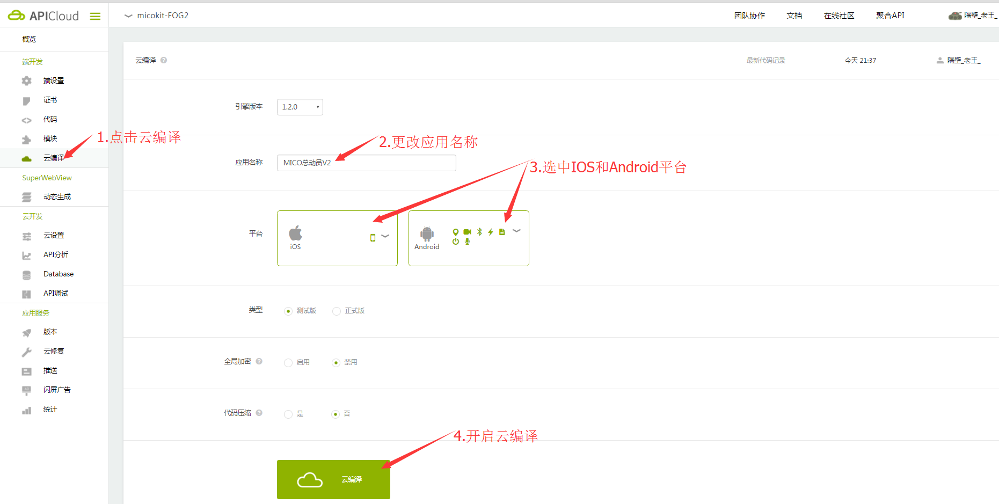 APICloud
micokit-FOG2
团队协作
文档
在线社区
聚合API
隔壁_老王_
概览
端开发
端设置
证书
代码
模块
云编译
SuperWebView
动态生成
云开发
云设置
API分析
Database
API调试
应用服务
版本
云修复
推送
闪屏广告
统计
云编译
最新代码记录
今天 21:37
隔壁_老王_
引擎版本
1.2.0
1.点击云编译
2.更改应用名称
应用名称
MICO总动员V2
3.选中IOS和Android平台
平台
iOS
Android
类型
测试版
正式版
全局加密
启用
禁用
代码压缩
是
否
4.开启云编译
云编译